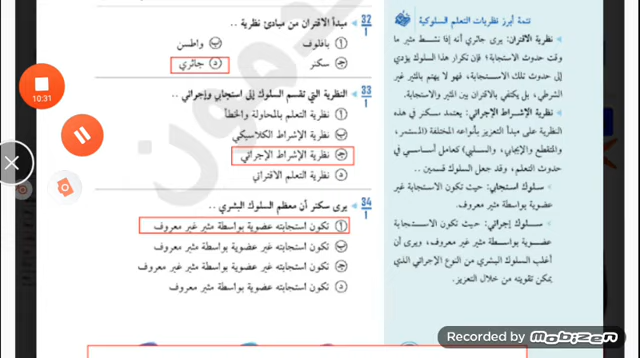 تتمة أبرز نظريات التعلم السلوكية
نظرية الاقتران: يرى جاثري أنه إذا نشط مثير ما
وقت حدوث الاستجابة؛ فإن تكرار هذا السلوك يؤدي
إلى حدوث تلك الاستجابة، فهو لا يهتم بالمثير غير
الشرطي، بل يكتفي بالاقتران بين المثير والاستجابة.
نظرية الإشراط الإجرائي: يعتمد سكنر في هذه
النظرية على مبدأ التعزيز بأنواعه المختلفة (المستمر،
والمتقطع والإيجابي، والسلبي) كعامل أساسي في
حدوث التعلم، وقد جعل السلوك قسمين..
سلوك استجابي: حيث تكون الاستجابة غير
عضوية بواسطة مثير معروف.
سلوك إجرائي: حيث تكون الاستجابة
عضوية بواسطة مثير غير معروف، ويرى أن
أغلب السلوك البشري من النوع الإجرائي الذي
يمكن تقويته من خلال التعزيز.
32/1 مبدأ الاقتران من مبادئ نظرية ..
أ بافلوف ب واطسن
ج سكنر د جاثري
33/1 النظرية التي تقسم السلوك إلى استجابي وإجرائي ..
أ نظرية التعلم بالمحاولة والخطأ
ب نظرية الإشراط الكلاسيكي
ج نظرية الإشراط الإجرائي
د نظرية التعلم الاقتراني
34/1 يرى سكنر أن معظم السلوك البشري ..
أ تكون استجابته عضوية بواسطة مثير غير معروف
ب تكون استجابته غير عضوية بواسطة مثير معروف
ج تكون استجابته غير عضوية بواسطة مثير غير معروف
د تكون استجابته عضوية بواسطة مثير معروف
10:31
Recorded by Mobizen